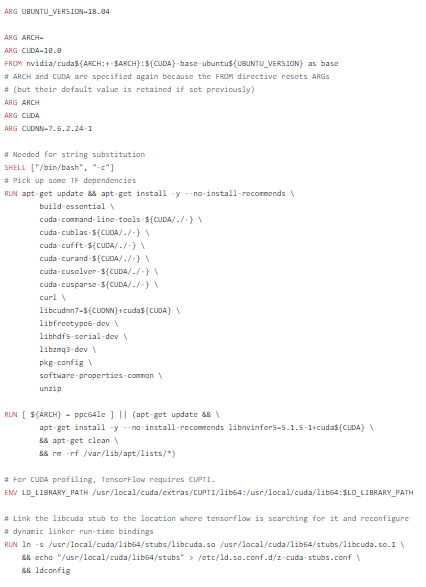 ARG UBUNTU_VERSION=18.04
ARG ARCH=
ARG CUDA=10.0
FROM nvidia/cuda${ARCH:+-$ARCH}:${CUDA}-base-ubuntu${UBUNTU_VERSION} as base
# ARCH and CUDA are specified again because the FROM directive resets ARGs
# (but their default value is retained if set previously)
ARG ARCH
ARG CUDA
ARG CUDNN=7.6.2.24-1
# Needed for string substitution
SHELL ["/bin/bash", "-c"]
# Pick up some TF dependencies
RUN apt-get update && apt-get install -y --no-install-recommends \
build-essential \
cuda-command-line-tools-${CUDA/./-} \
cuda-cublas-${CUDA/./-} \
cuda-cufft-${CUDA/./-} \
cuda-curand-${CUDA/./-} \
cuda-cusolver-${CUDA/./-} \
cuda-cusparse-${CUDA/./-} \
curl \
libcudnn7=${CUDNN}+cuda${CUDA} \
libfreetype6-dev \
libhdf5-serial-dev \
libzmq3-dev \
pkg-config \
software-properties-common \
unzip
RUN [ ${ARCH} = ppc64le ] || (apt-get update && \
apt-get install -y --no-install-recommends libnvinfer5=5.1.5-1+cuda${CUDA} \
&& apt-get clean \
&& rm -rf /var/lib/apt/lists/*)
# For CUDA profiling, TensorFlow requires CUPTI.
ENV LD_LIBRARY_PATH /usr/local/cuda/extras/CUPTI/lib64:/usr/local/cuda/lib64:$LD_LIBRARY_PATH
# Link the libcuda stub to the location where tensorflow is searching for it and reconfigure
# dynamic linker run-time bindings
RUN ln -s /usr/local/cuda/lib64/stubs/libcuda.so /usr/local/cuda/lib64/stubs/libcuda.so.1 \
&& echo "/usr/local/cuda/lib64/stubs" > /etc/ld.so.conf.d/z-cuda-stubs.conf \
&& ldconfig